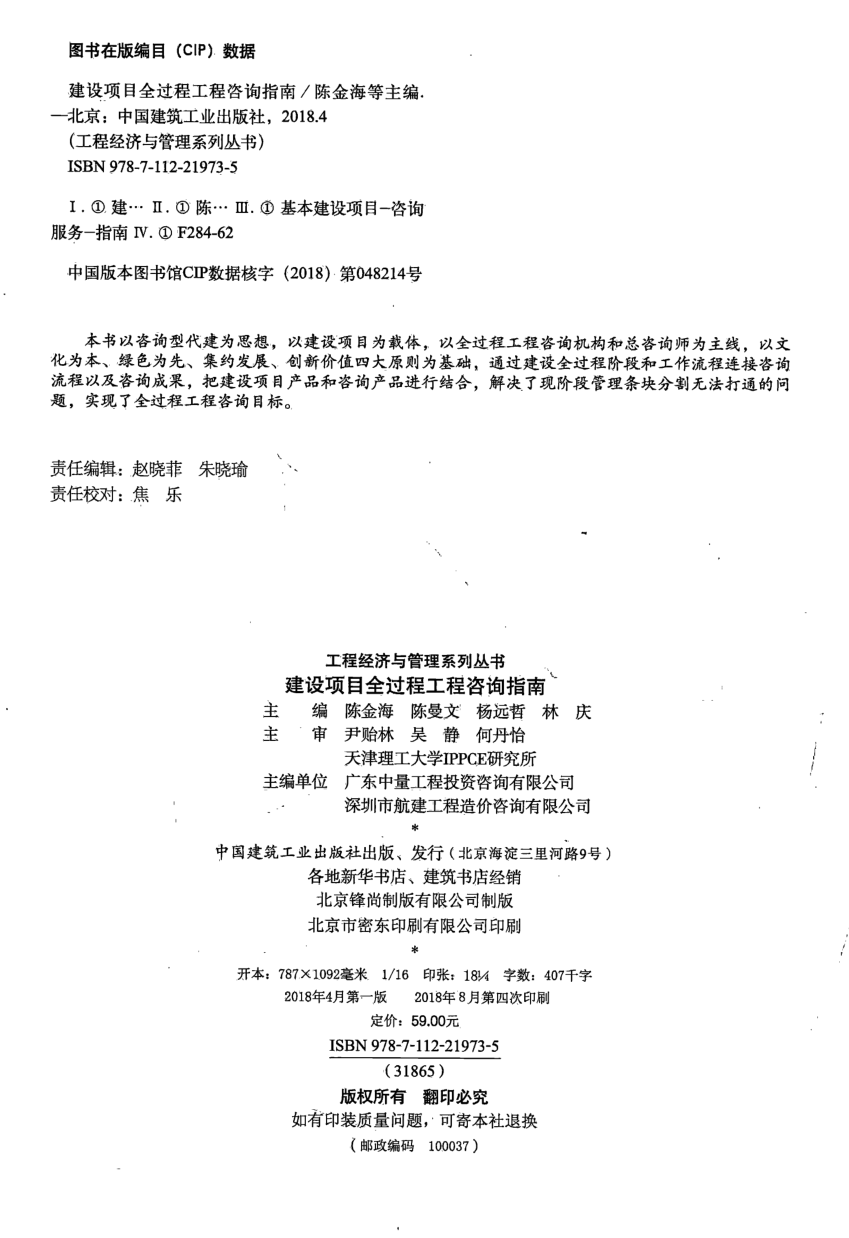 图书在版编目（CIP）数据
建设项目全过程工程咨询指南／陈金海等主编．
—北京：中国建筑工业出版社，2018.4
（工程经济与管理系列丛书）
ISBN 978-7-112-21973-5
Ⅰ.①建… Ⅱ.①陈… Ⅲ.①基本建设项目-咨询
服务-指南 Ⅳ.①F284-62
中国版本图书馆CIP数据核字（2018）第048214号
本书以咨询型代建为思想，以建设项目为载体，以全过程工程咨询机构和总咨询师为主线，以文
化为本、绿色为先、集约发展、创新价值四大原则为基础，通过建设全过程阶段和工作流程连接咨询
流程以及咨询成果，把建设项目产品和咨询产品进行结合，解决了现阶段管理条块分割无法打通的问
题，实现了全过程工程咨询目标。
责任编辑：赵晓菲　朱晓瑜
责任校对：焦　乐
工程经济与管理系列丛书
建设项目全过程工程咨询指南
主　　编　陈金海　陈曼文　杨远哲　林　庆
主　　审　尹贻林　吴　静　何丹怡
天津理工大学IPPCE研究所
主编单位　广东中量工程投资咨询有限公司
深圳市航建工程造价咨询有限公司
*
中国建筑工业出版社出版、发行（北京海淀三里河路9号）
各地新华书店、建筑书店经销
北京锋尚制版有限公司制版
北京市密东印刷有限公司印刷
*
开本：787×1092毫米　1/16　印张：18¼　字数：407千字
2018年4月第一版　2018年8月第四次印刷
定价：59.00元
ISBN 978-7-112-21973-5
（31865）
版权所有　翻印必究
如有印装质量问题，可寄本社退换
（邮政编码　100037）